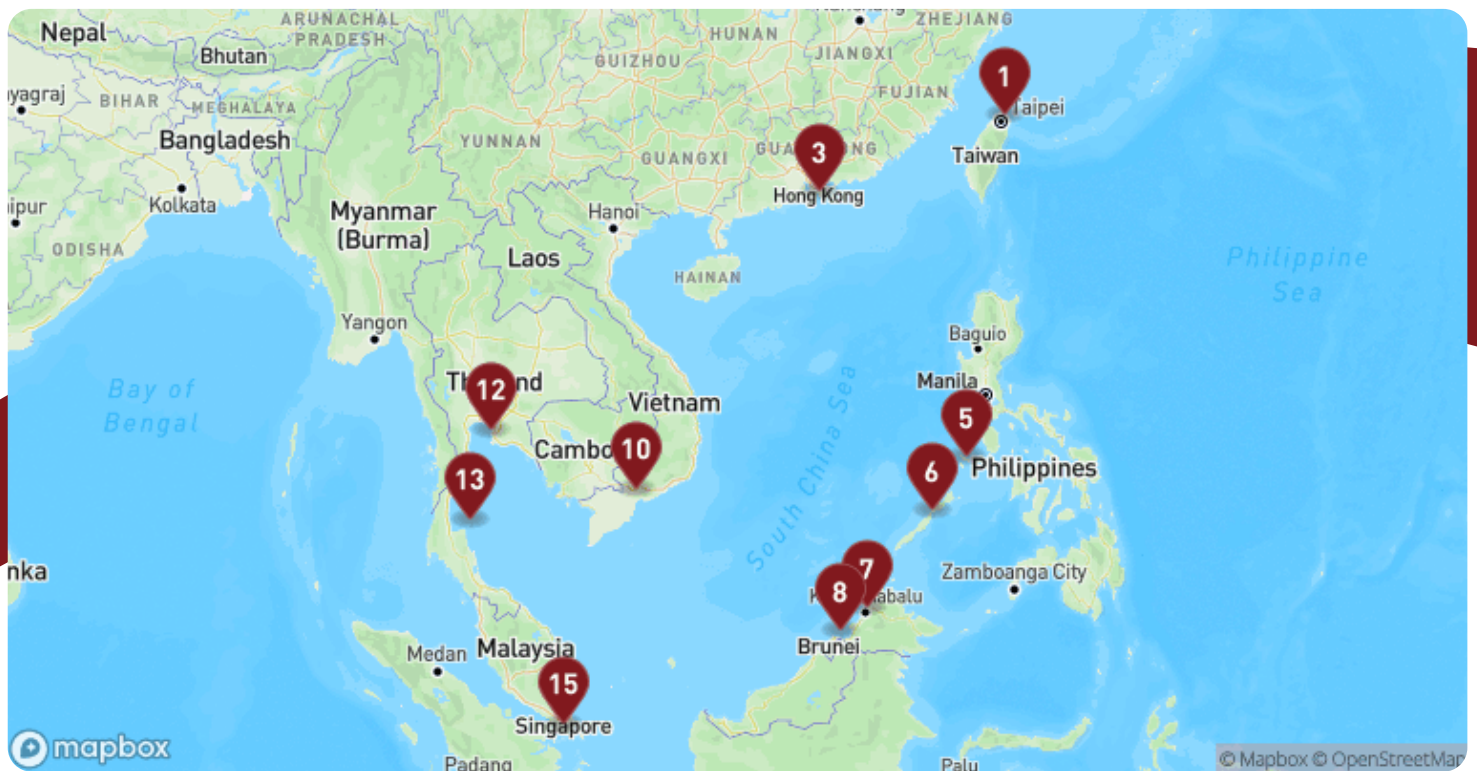 ARUNACHAL
PRADESH
ZHEJIANG
Nepal
HUNAN
Bhutan
JIANGXI
GUIZHOU
1
yagraj
BIHAR
MEGHALAYA
FUJIAN
Taipei
Bangladesh
YUNNAN
GUANGXI
3
Taiwan
Kolkata
Hong Kong
aipur
Myanmar
(Burma)
Hanoi
ODISHA
Laos
HAINAN
Philippine
Sea
Yangon
Baguio
Bay of
Bengal
12
Manila
Vietnam
5
10
South China Sea
13
6
Philippines
nka
7
Zamboanga City
8
Brunei
Medan
Malaysia
15
Singapore
mapbox
Padang
Palu
© Mapbox © OpenStreetMap